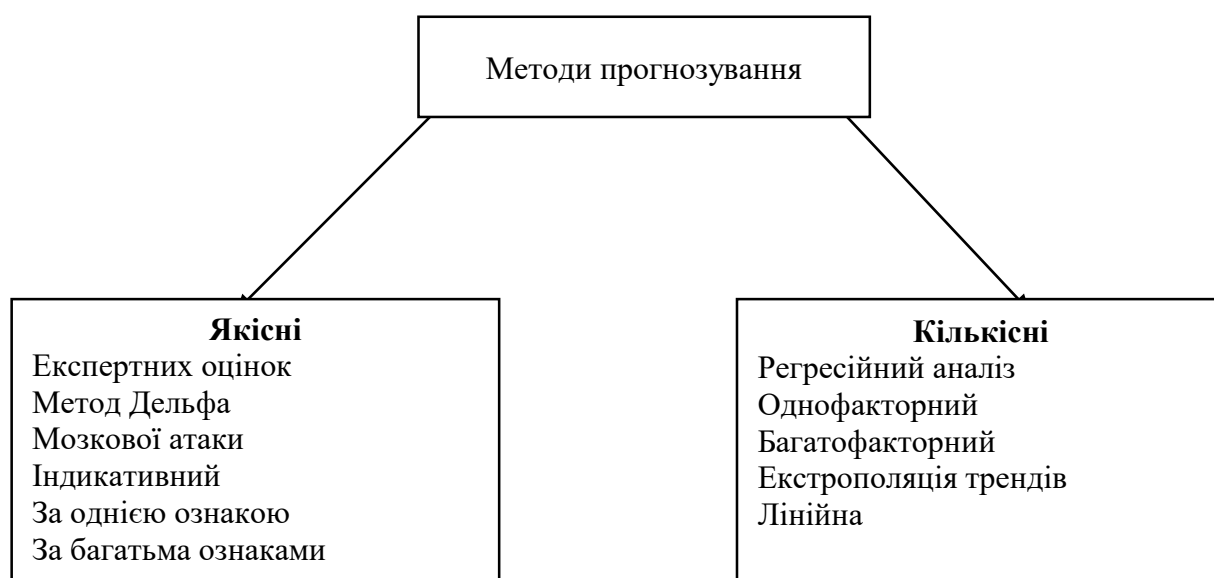 Методи прогнозування
Якісні
Експертних оцінок
Метод Дельфа
Мозкової атаки
Індикативний
За однією ознакою
За багатьма ознаками
Кількісні
Регресійний аналіз
Однофакторний
Багатофакторний
Екстрополяція трендів
Лінійна